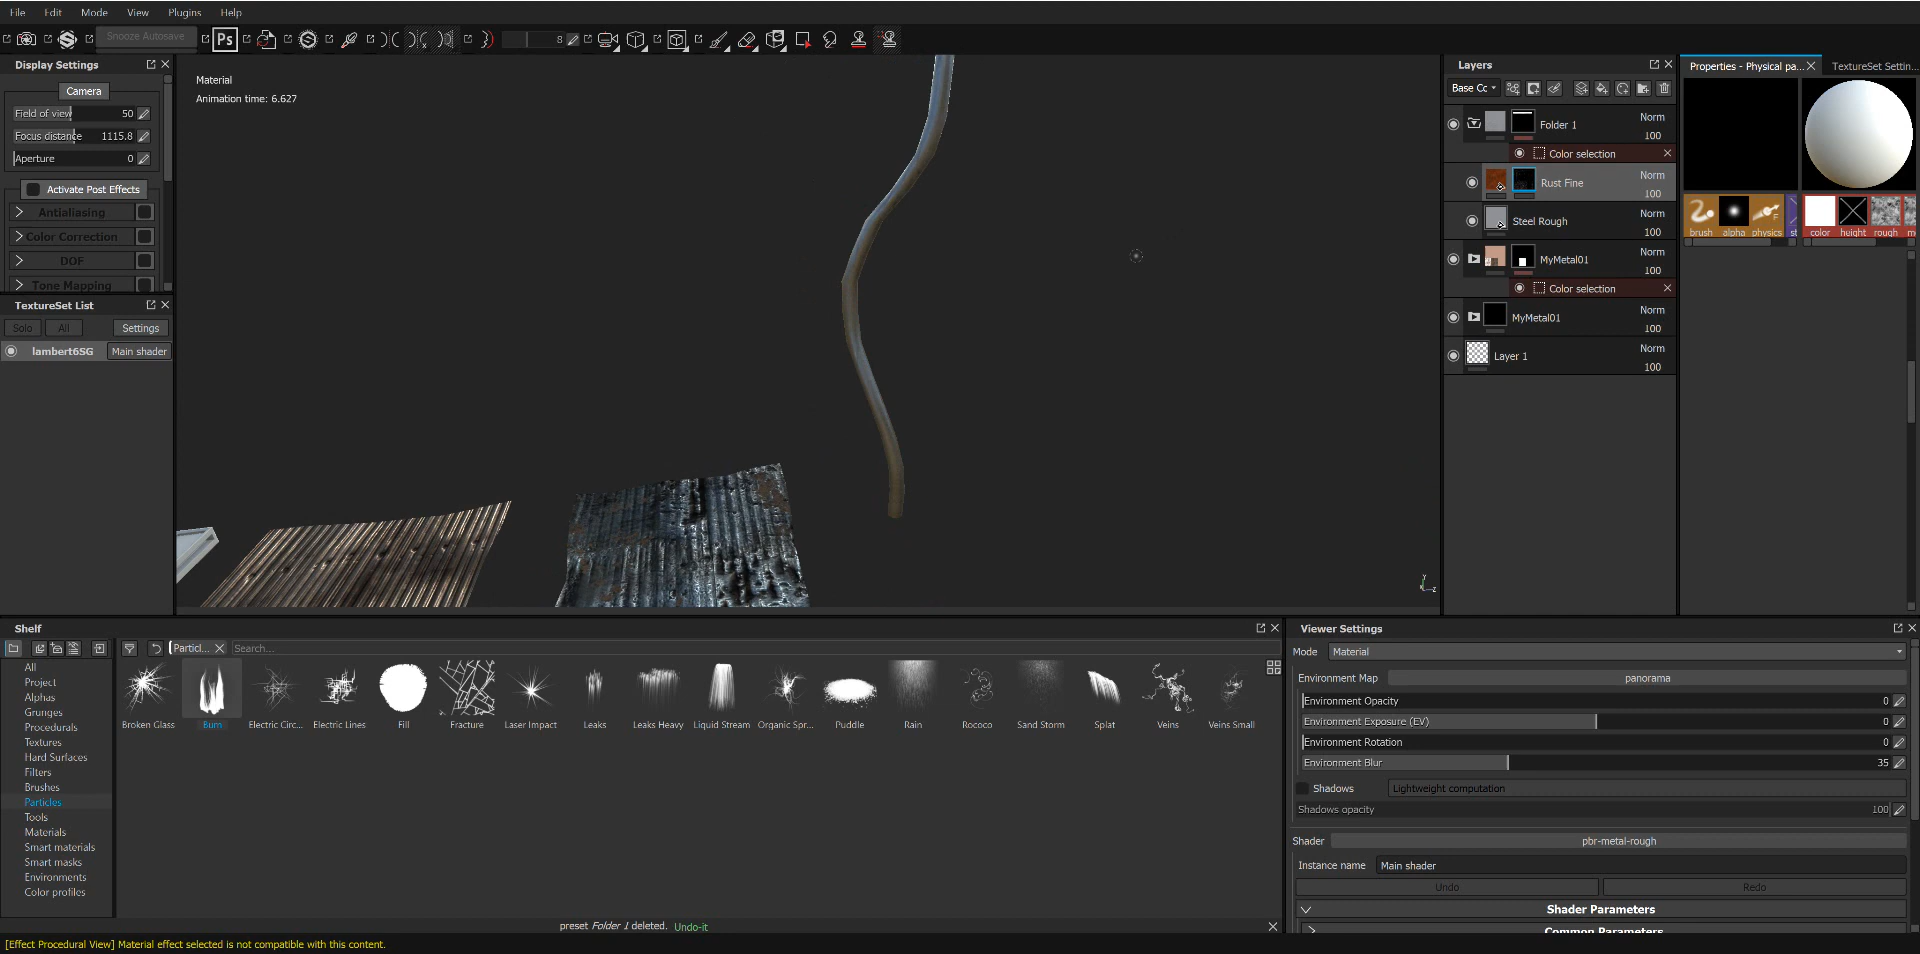 File Edit Mode View Plugins Help
Snooze Autosave
Ps
8
Display Settings
Camera
Field of view 50
Focus distance 1115.8
Aperture 0
Activate Post Effects
Antialiasing
Color Correction
DOF
Tone Mapping
TextureSet List
Solo All Settings
lambert6SG Main shader
Material
Animation time: 6.627
Y
Z
Layers
Base Cc
Folder 1 Norm
100
Color selection
Rust Fine Norm
100
Steel Rough Norm
100
MyMetal01 Norm
100
Color selection
MyMetal01 Norm
100
Layer 1 Norm
100
Properties - Physical pa... TextureSet Settin...
brush alpha physics st color height rough m
Shelf
Particl... Search...
All
Project
Alphas
Grunges
Procedurals
Textures
Hard Surfaces
Filters
Brushes
Particles
Tools
Materials
Smart materials
Smart masks
Environments
Color profiles
Broken Glass Burn Electric Circ... Electric Lines Fill Fracture Laser Impact Leaks Leaks Heavy Liquid Stream Organic Spr... Puddle Rain Rococo Sand Storm Splat Veins Veins Small
preset Folder 1 deleted. Undo-it
Viewer Settings
Mode Material
Environment Map panorama
Environment Opacity 0
Environment Exposure (EV) 0
Environment Rotation 0
Environment Blur 35
Shadows Lightweight computation
Shadows opacity 100
Shader pbr-metal-rough
Instance name Main shader
Undo Redo
Shader Parameters
Common Parameters
[Effect Procedural View] Material effect selected is not compatible with this content.